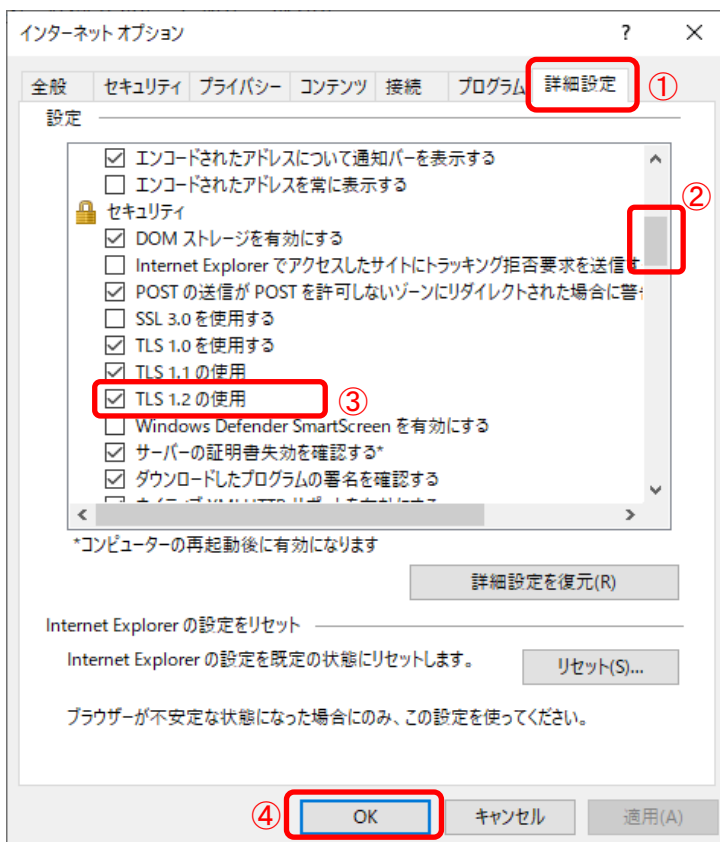 インターネット オプション ? ×
全般 セキュリティ プライバシー コンテンツ 接続 プログラム 詳細設定 ①
設定
エンコードされたアドレスについて通知バーを表示する
エンコードされたアドレスを常に表示する
②
セキュリティ
DOM ストレージを有効にする
Internet Explorer でアクセスしたサイトにトラッキング拒否要求を送信す
POST の送信が POST を許可しないゾーンにリダイレクトされた場合に警
SSL 3.0 を使用する
TLS 1.0 を使用する
TLS 1.1 の使用
TLS 1.2 の使用 ③
Windows Defender SmartScreen を有効にする
サーバーの証明書失効を確認する*
ダウンロードしたプログラムの署名を確認する
*コンピューターの再起動後に有効になります
詳細設定を復元(R)
Internet Explorer の設定をリセット
Internet Explorer の設定を既定の状態にリセットします。
リセット(S)...
ブラウザーが不安定な状態になった場合にのみ、この設定を使ってください。
④ OK キャンセル 適用(A)